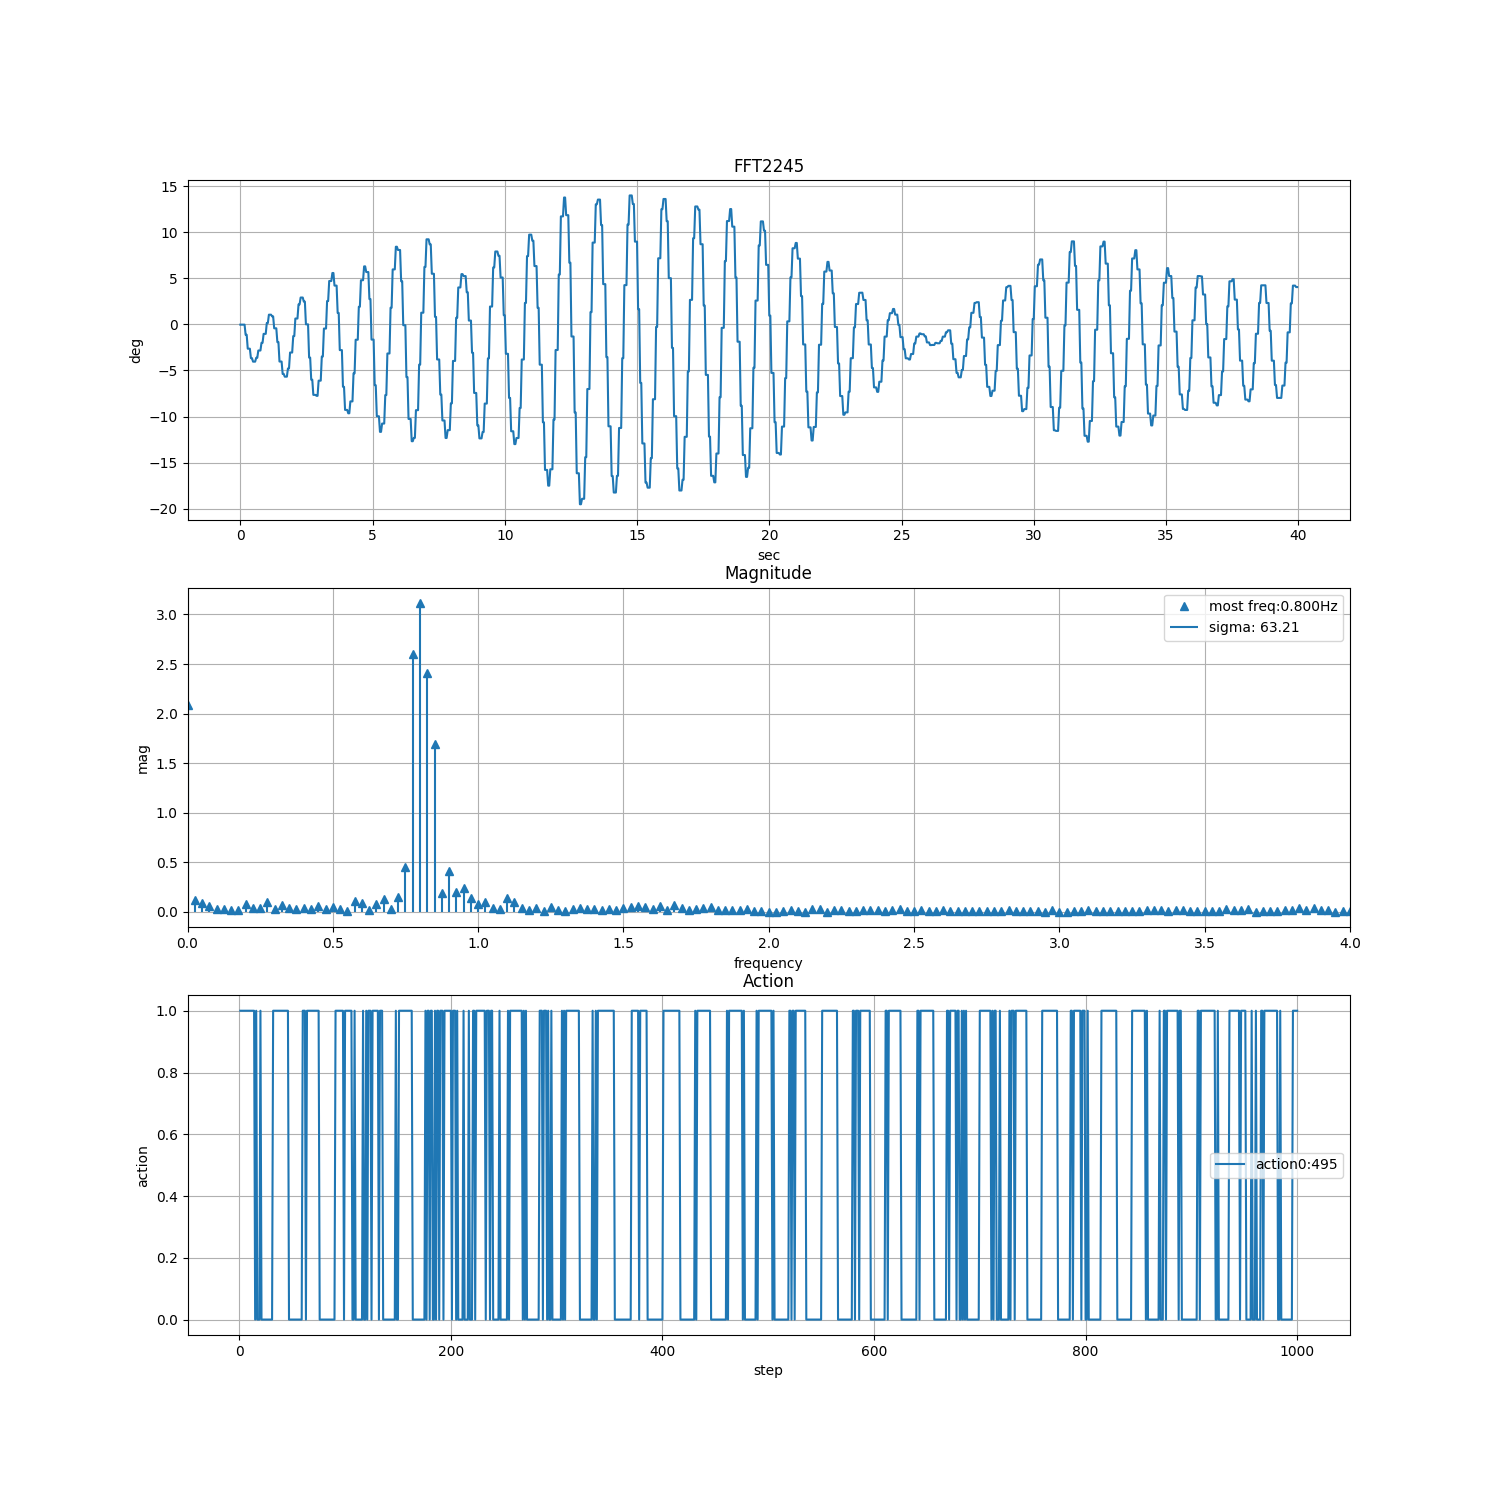 FFT2245
15
10
5
0
−5
−10
−15
−20
deg
0 5 10 15 20 25 30 35 40
sec
Magnitude
3.0
2.5
2.0
1.5
1.0
0.5
0.0
mag
most freq:0.800Hz
sigma: 63.21
0.0 0.5 1.0 1.5 2.0 2.5 3.0 3.5 4.0
frequency
Action
1.0
0.8
0.6
0.4
0.2
0.0
action
action0:495
0 200 400 600 800 1000
step